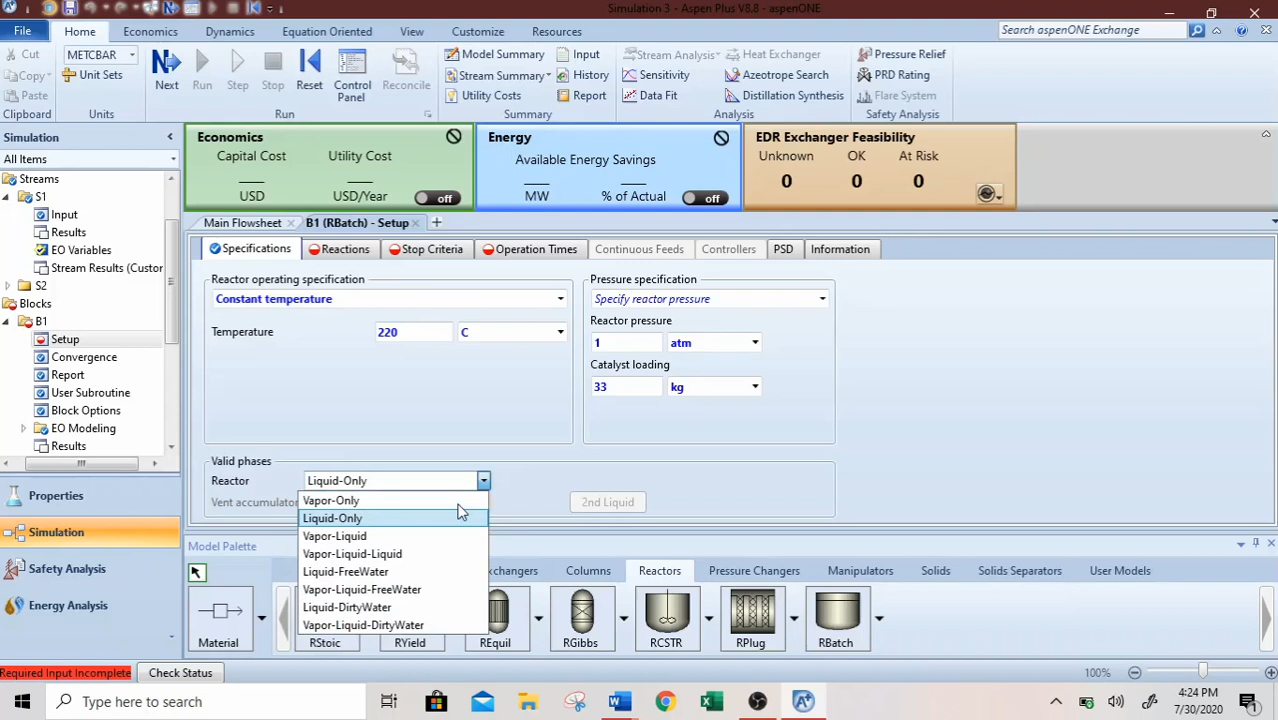 Simulation 3 - Aspen Plus V8.8 - aspenONE
File
Home
Economics
Dynamics
Equation Oriented
View
Customize
Resources
Search aspenONE Exchange
Cut
METCBAR
Copy
Unit Sets
Paste
Clipboard
Units
Next
Run
Step
Stop
Reset
Control Panel
Reconcile
Run
Model Summary
Input
Stream Summary
History
Utility Costs
Report
Summary
Stream Analysis
Heat Exchanger
Sensitivity
Azeotrope Search
Data Fit
Distillation Synthesis
Analysis
Pressure Relief
PRD Rating
Flare System
Safety Analysis
Simulation
All Items
Economics
Capital Cost
Utility Cost
USD
USD/Year
off
Energy
Available Energy Savings
MW
% of Actual
off
EDR Exchanger Feasibility
Unknown
OK
At Risk
0
0
0
Streams
S1
Input
Results
EO Variables
Stream Results (Custor
S2
Blocks
B1
Setup
Convergence
Report
User Subroutine
Block Options
EO Modeling
Results
Properties
Simulation
Safety Analysis
Energy Analysis
Main Flowsheet
B1 (RBatch) - Setup
Specifications
Reactions
Stop Criteria
Operation Times
Continuous Feeds
Controllers
PSD
Information
Reactor operating specification
Constant temperature
Temperature
220
C
Pressure specification
Specify reactor pressure
Reactor pressure
1
atm
Catalyst loading
33
kg
Valid phases
Reactor
Liquid-Only
Vent accumulato
2nd Liquid
Vapor-Only
Liquid-Only
Vapor-Liquid
Vapor-Liquid-Liquid
Liquid-FreeWater
Vapor-Liquid-FreeWater
Liquid-DirtyWater
Vapor-Liquid-DirtyWater
Model Palette
xchangers
Columns
Reactors
Pressure Changers
Manipulators
Solids
Solids Separators
User Models
Material
RStoic
RYield
REquil
RGibbs
RCSTR
RPlug
RBatch
Required Input Incomplete
Check Status
100%
Type here to search
4:24 PM
7/30/2020